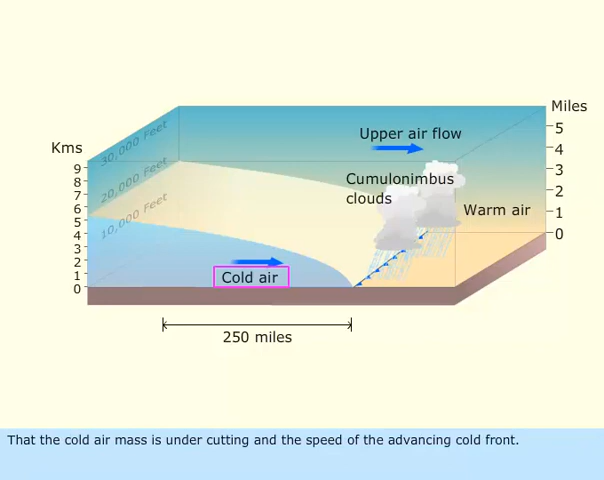 Miles
5
Upper air flow
4
Kms
30,000 Feet
9
3
8
20,000 Feet
Cumulonimbus
clouds
7
2
6
10,000 Feet
Warm air
1
5
0
4
3
2
Cold air
1
0
250 miles
That the cold air mass is under cutting and the speed of the advancing cold front.